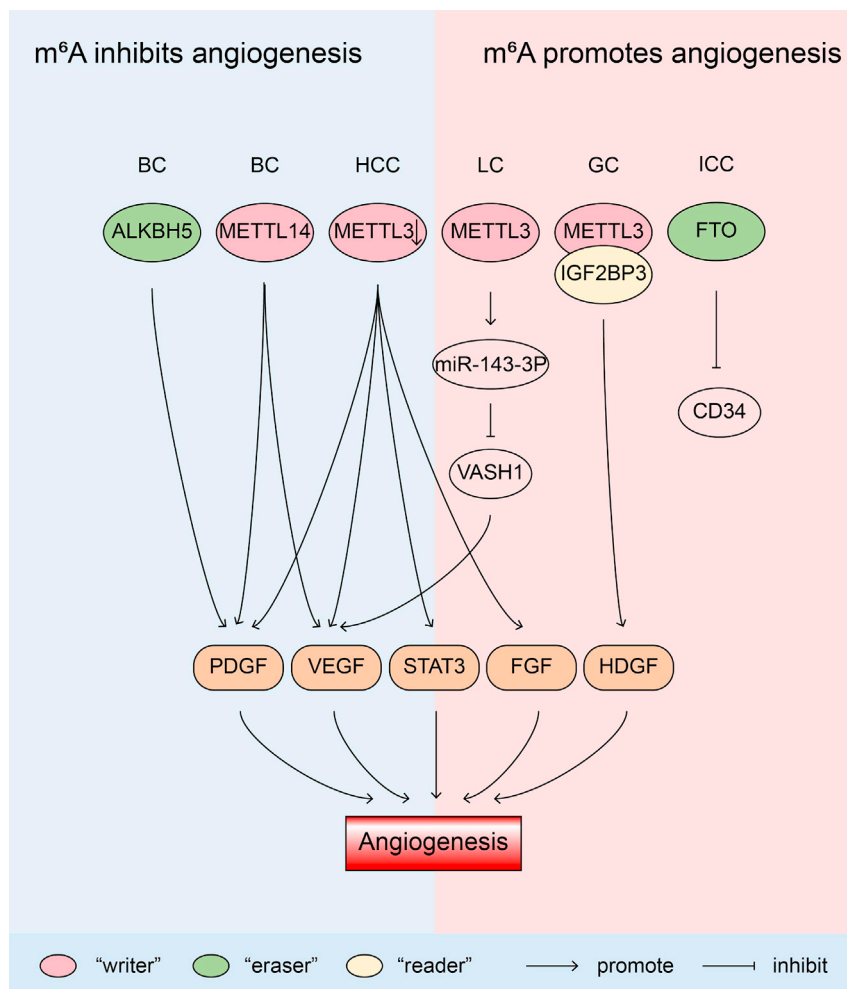 m⁶A inhibits angiogenesis
m⁶A promotes angiogenesis
BC
BC
HCC
LC
GC
ICC
ALKBH5
METTL14
METTL3↓
METTL3
METTL3
FTO
IGF2BP3
miR-143-3P
CD34
VASH1
PDGF
VEGF
STAT3
FGF
HDGF
Angiogenesis
“writer”
“eraser”
“reader”
promote
inhibit